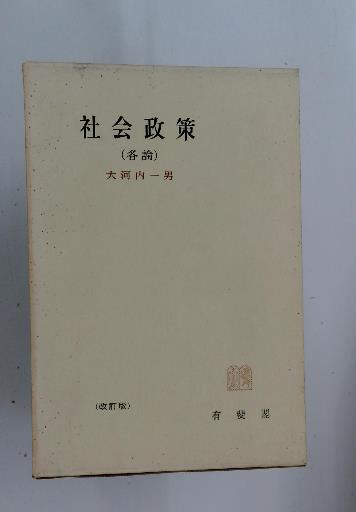 社会政策
(各論)
大河内一男
(改訂版)
有斐閣